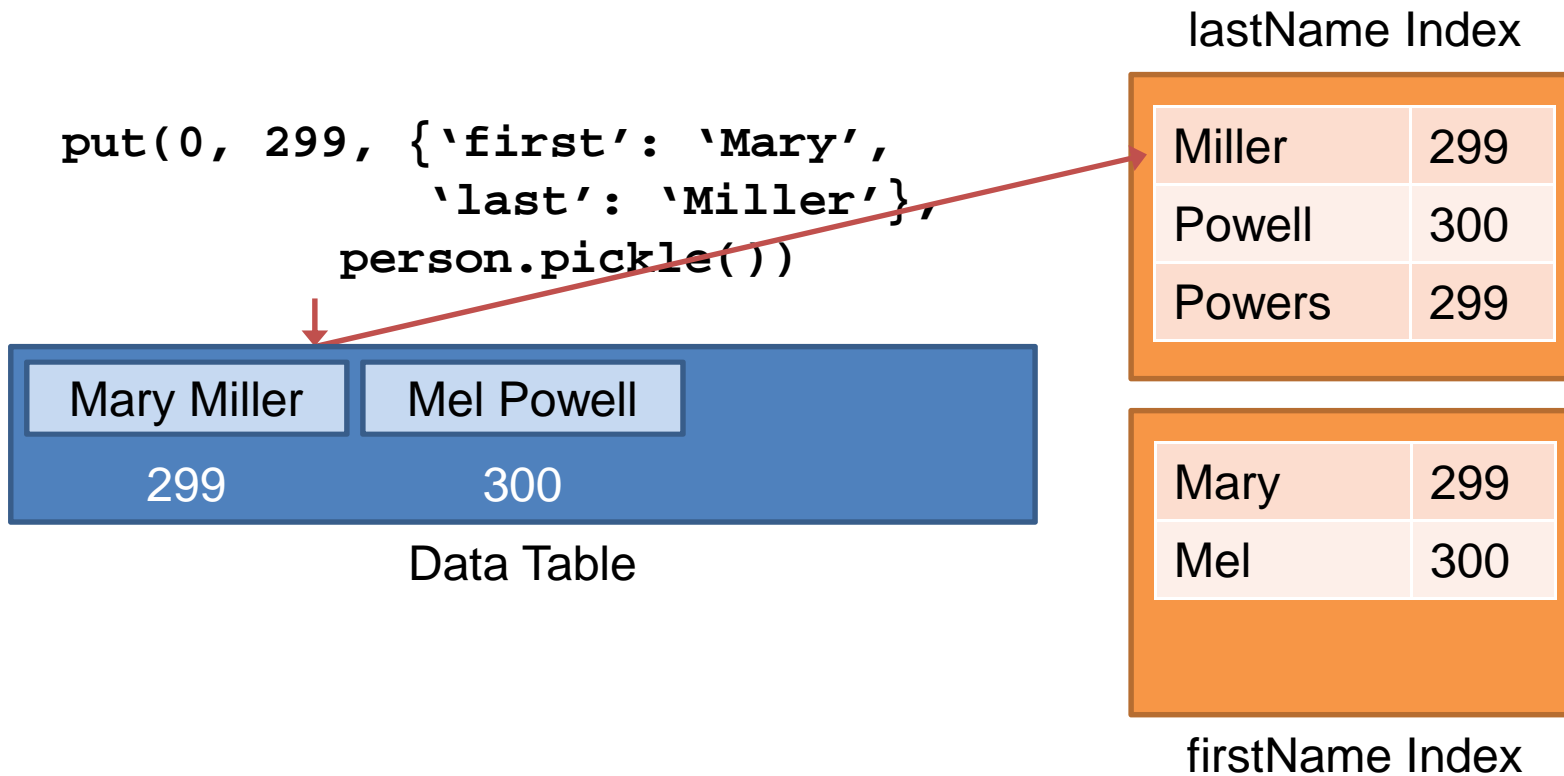 lastName Index
put(0, 299, {‘first’: ‘Mary’,
‘last’: ‘Miller’},
person.pickle())
Miller 299
Powell 300
Powers 299
Mary Miller Mel Powell
299 300
Data Table
Mary 299
Mel 300
firstName Index